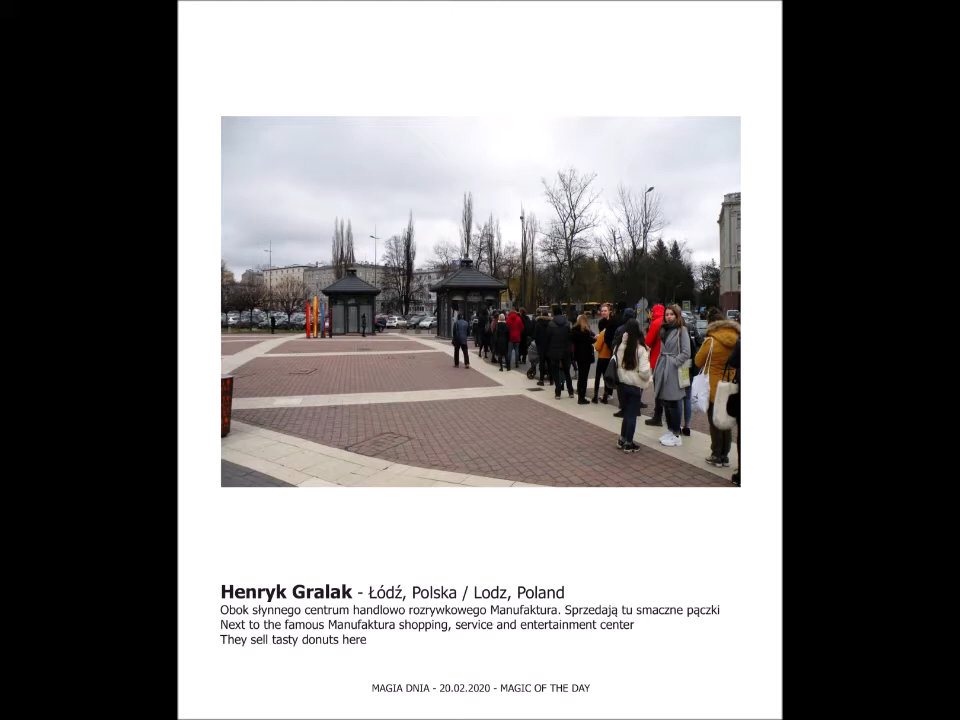 Henryk Gralak - Łódź, Polska / Lodz, Poland
Obok słynnego centrum handlowo rozrywkowego Manufaktura. Sprzedają tu smaczne pączki
Next to the famous Manufaktura shopping, service and entertainment center
They sell tasty donuts here
MAGIA DNIA - 20.02.2020 - MAGIC OF THE DAY